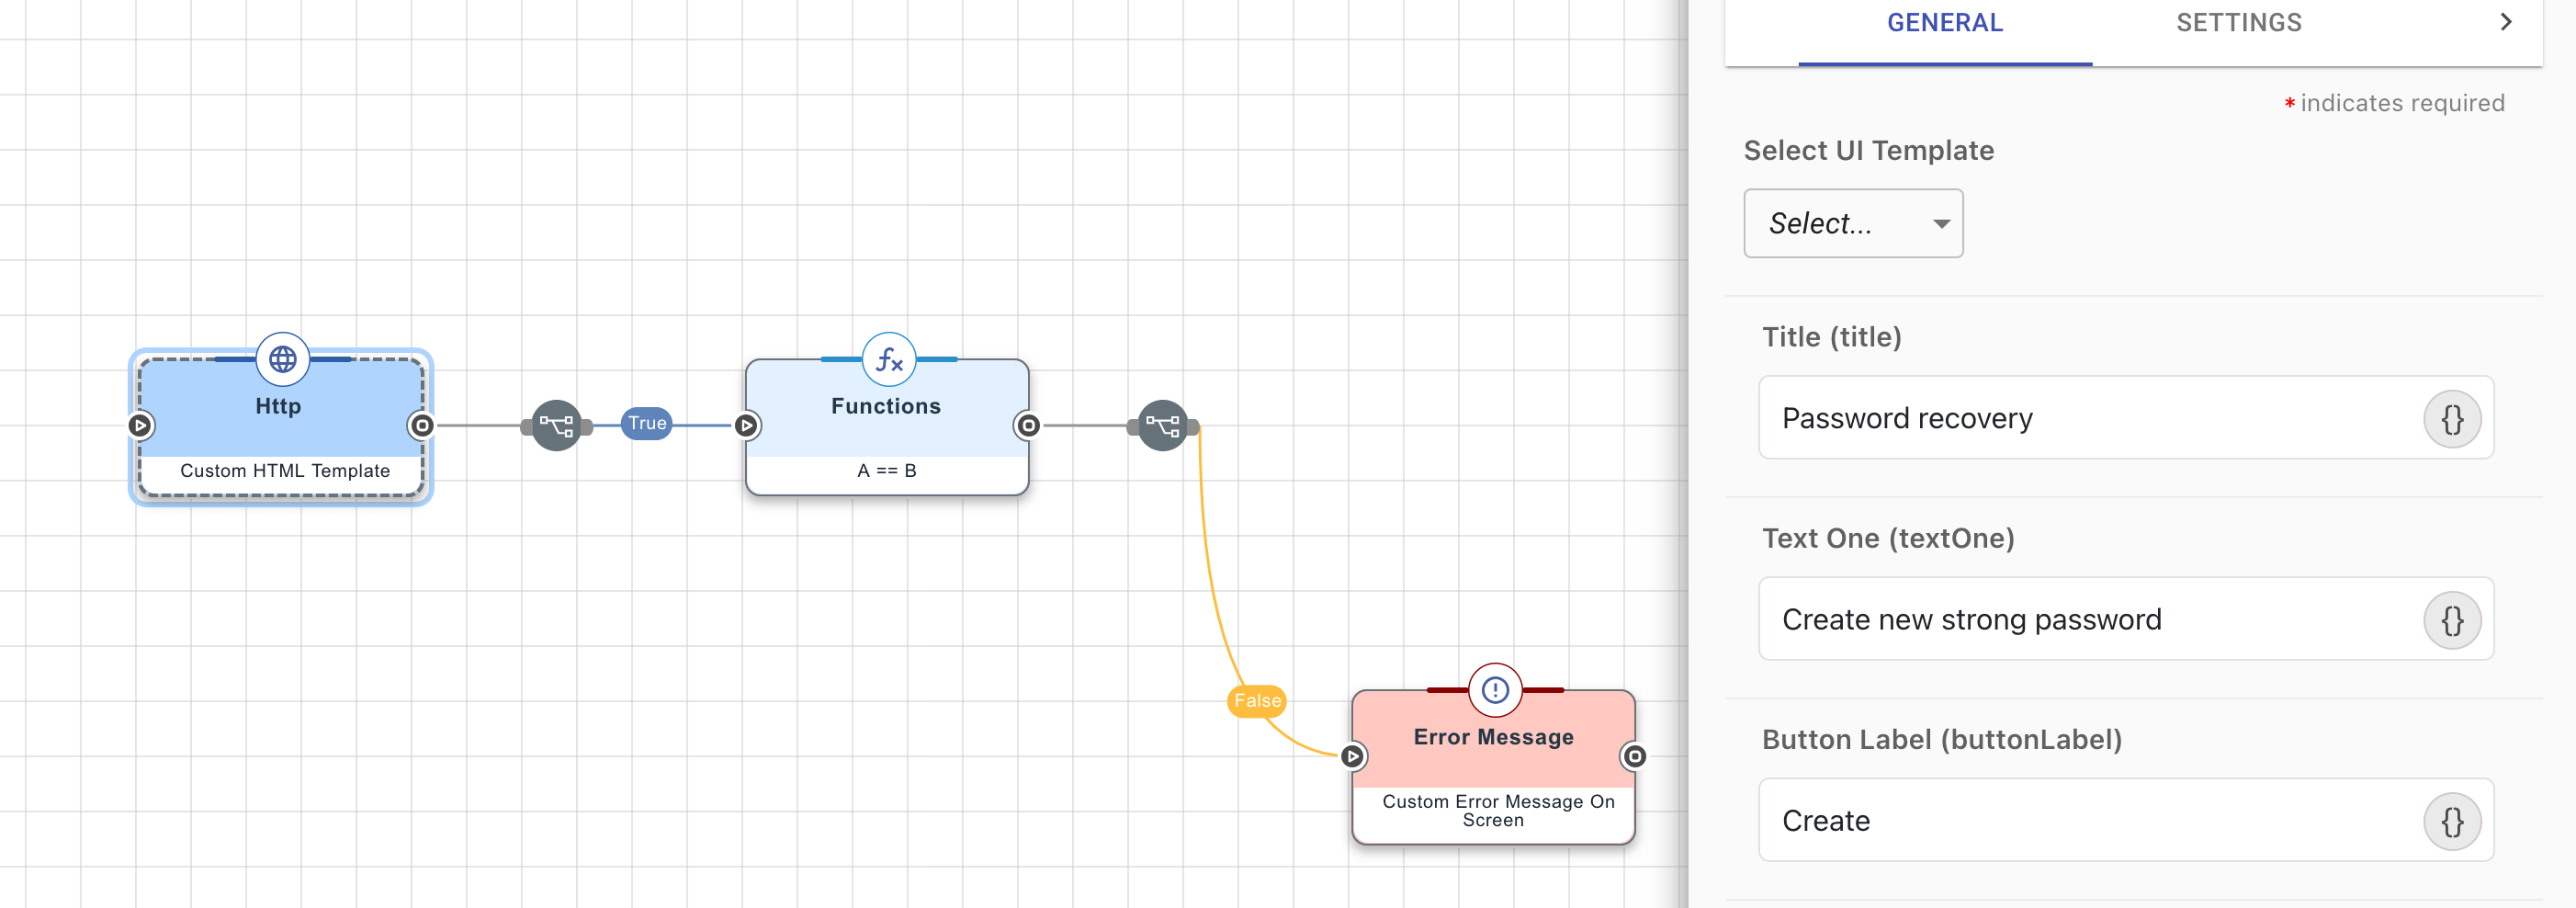 Http
Custom HTML Template
True
Functions
A == B
False
Error Message
Custom Error Message On
Screen
GENERAL
SETTINGS
* indicates required
Select UI Template
Select...
Title (title)
Password recovery
{}
Text One (textOne)
Create new strong password
{}
Button Label (buttonLabel)
Create
{}